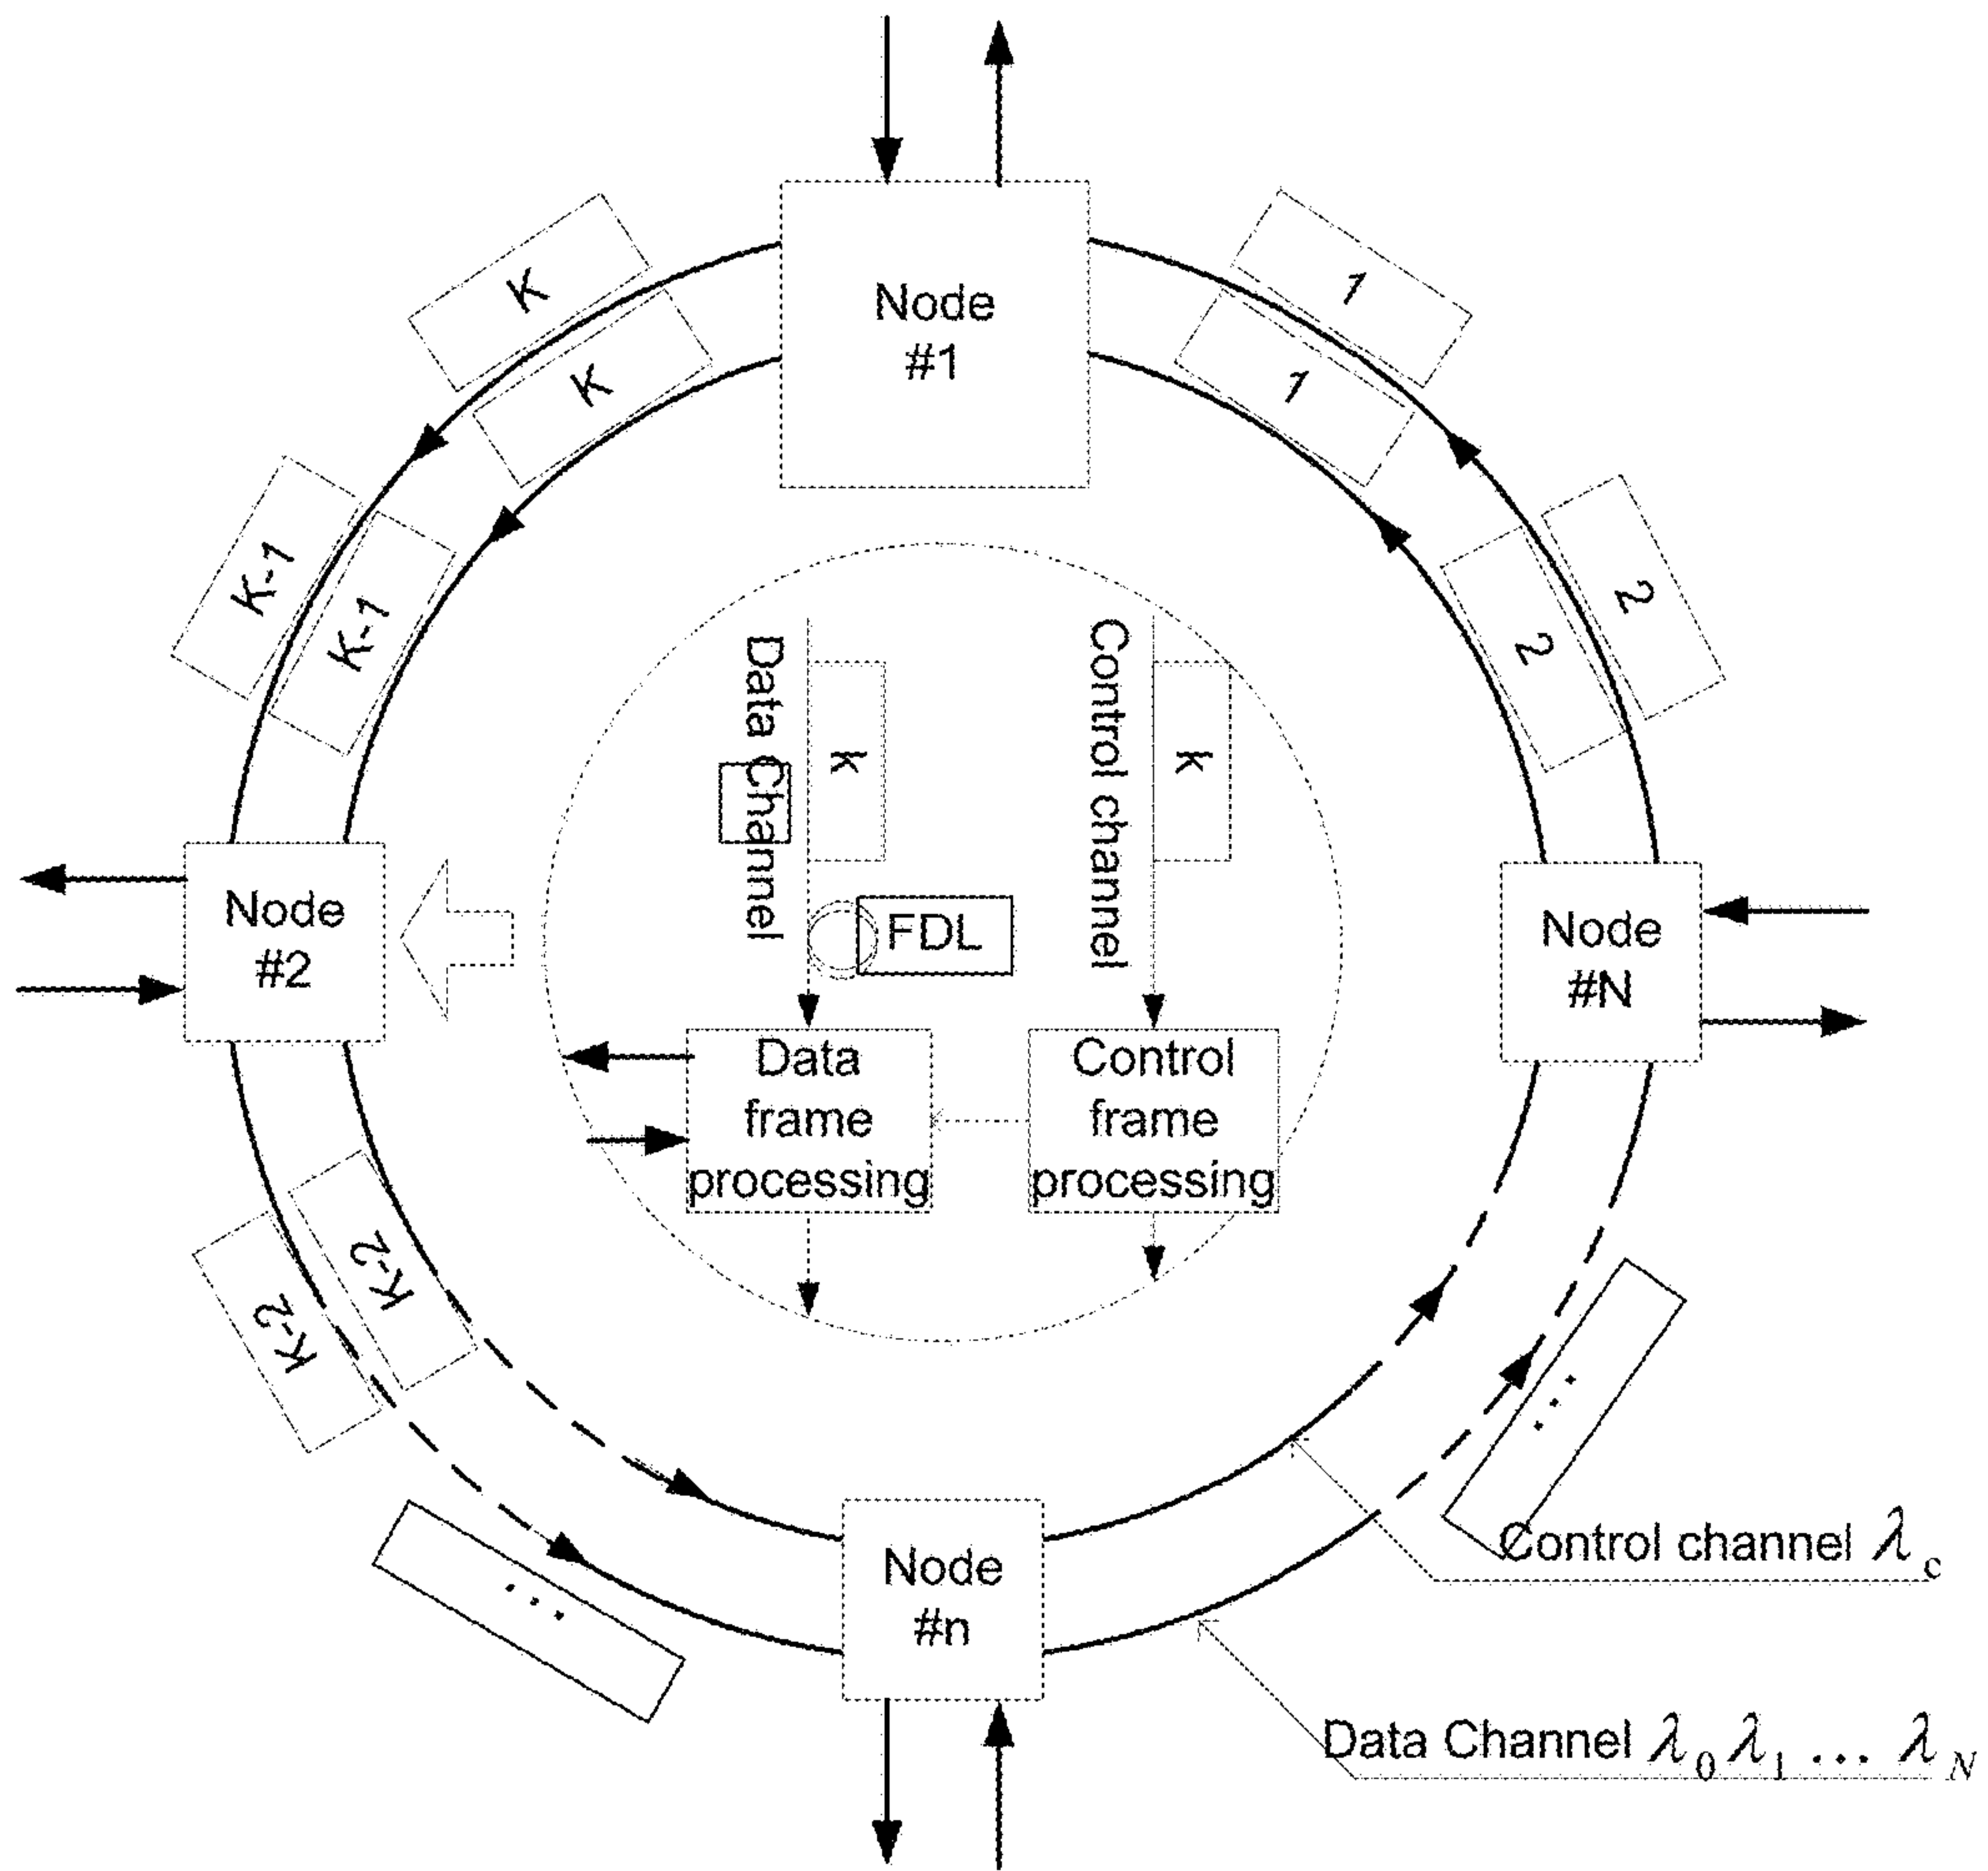 Node
#1
K
K
1
1
K-1
K-1
2
2
Data Channel
k
Control channel
k
FDL
Node
#2
Node
#N
Data
frame
processing
Control
frame
processing
K-2
K-2
...
...
Node
#n
Control channel λc
Data Channel λ0 λ1 ... λN